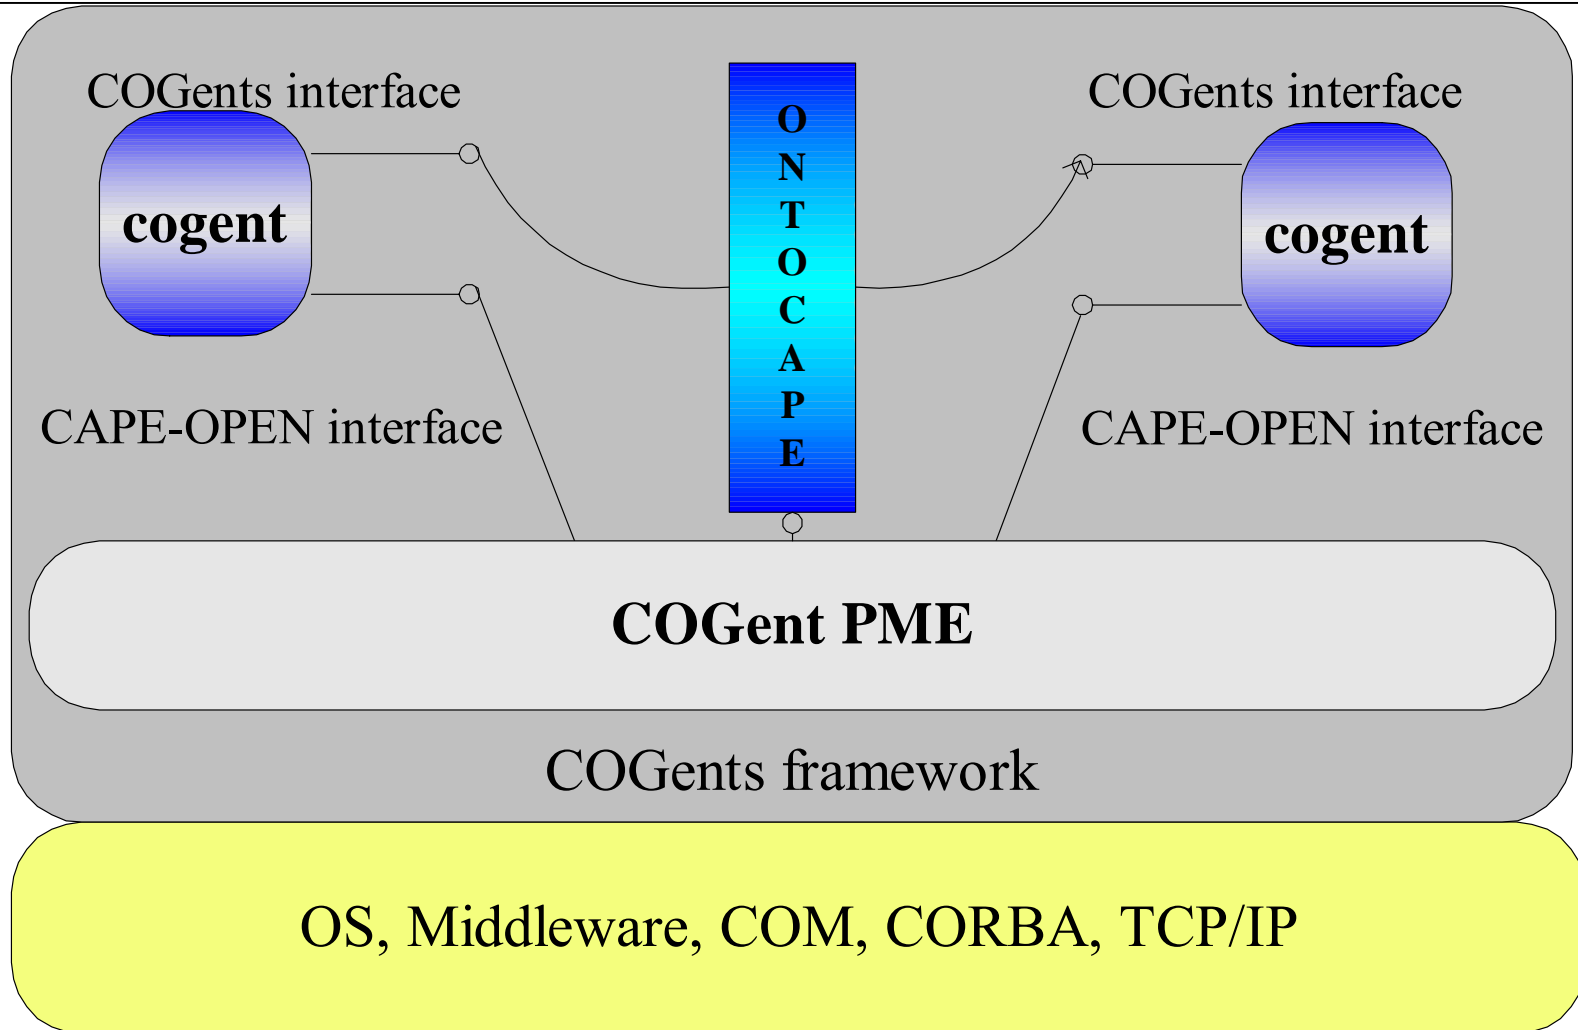 COGents interface
COGents interface
cogent
ONTOCAPE
cogent
CAPE-OPEN interface
CAPE-OPEN interface
COGent PME
COGents framework
OS, Middleware, COM, CORBA, TCP/IP